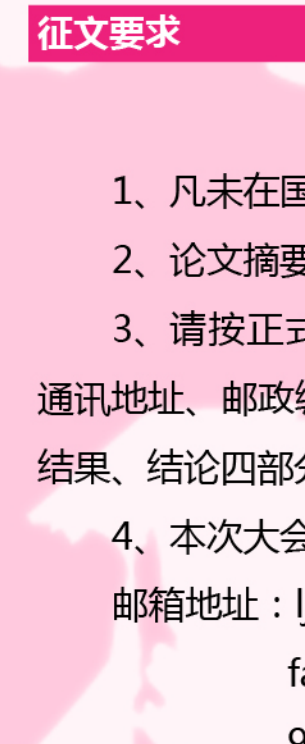 征文要求
1、凡未在国
2、论文摘要
3、请按正式
通讯地址、邮政编
结果、结论四部分
4、本次大会
邮箱地址：lj
fa